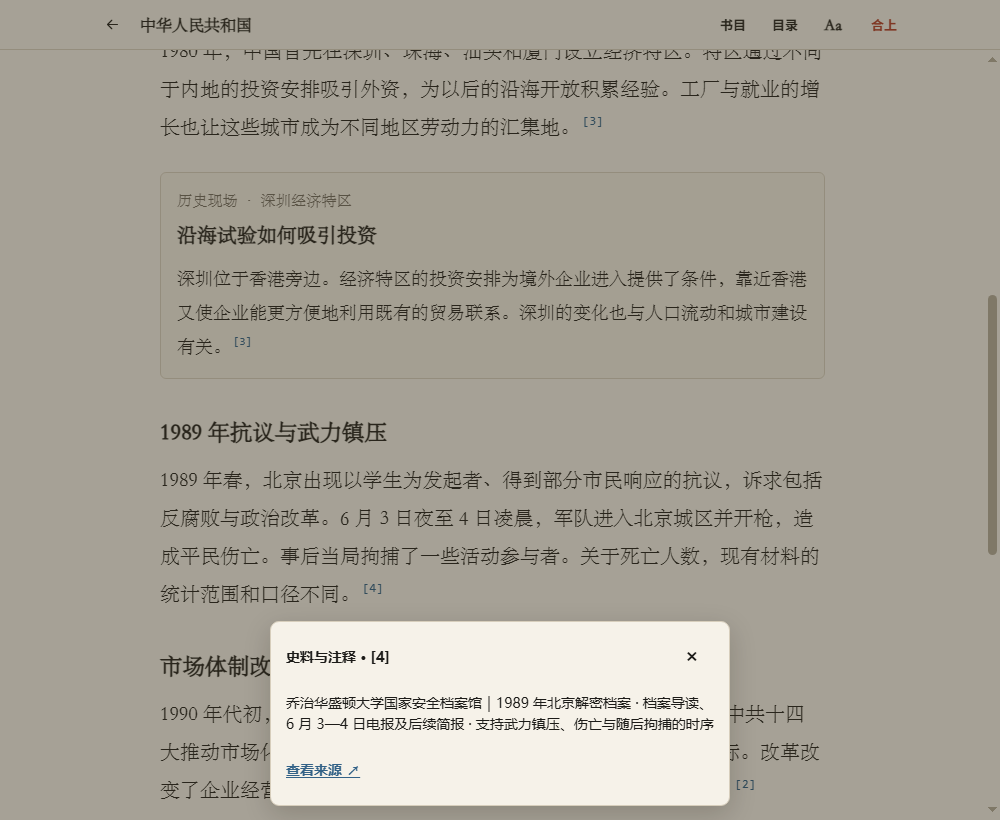 ← 中华人民共和国 书目 目录 Aa 合上
1980 年，中国首先在深圳、珠海、汕头和厦门设立经济特区。特区通过不同
于内地的投资安排吸引外资，为以后的沿海开放积累经验。工厂与就业的增
长也让这些城市成为不同地区劳动力的汇集地。[3]
历史现场 · 深圳经济特区
沿海试验如何吸引投资
深圳位于香港旁边。经济特区的投资安排为境外企业进入提供了条件，靠近香港
又使企业能更方便地利用既有的贸易联系。深圳的变化也与人口流动和城市建设
有关。[3]
1989 年抗议与武力镇压
1989 年春，北京出现以学生为发起者、得到部分市民响应的抗议，诉求包括
反腐败与政治改革。6 月 3 日夜至 4 日凌晨，军队进入北京城区并开枪，造
成平民伤亡。事后当局拘捕了一些活动参与者。关于死亡人数，现有材料的
统计范围和口径不同。[4]
市场体制改
1990 年代初，
中共十四
大推动市场化
标。改革改
变了企业经营
[2]
史料与注释 • [4] ×
乔治华盛顿大学国家安全档案馆 | 1989 年北京解密档案 · 档案导读、
6 月 3—4 日电报及后续简报 · 支持武力镇压、伤亡与随后拘捕的时序
查看来源 ↗